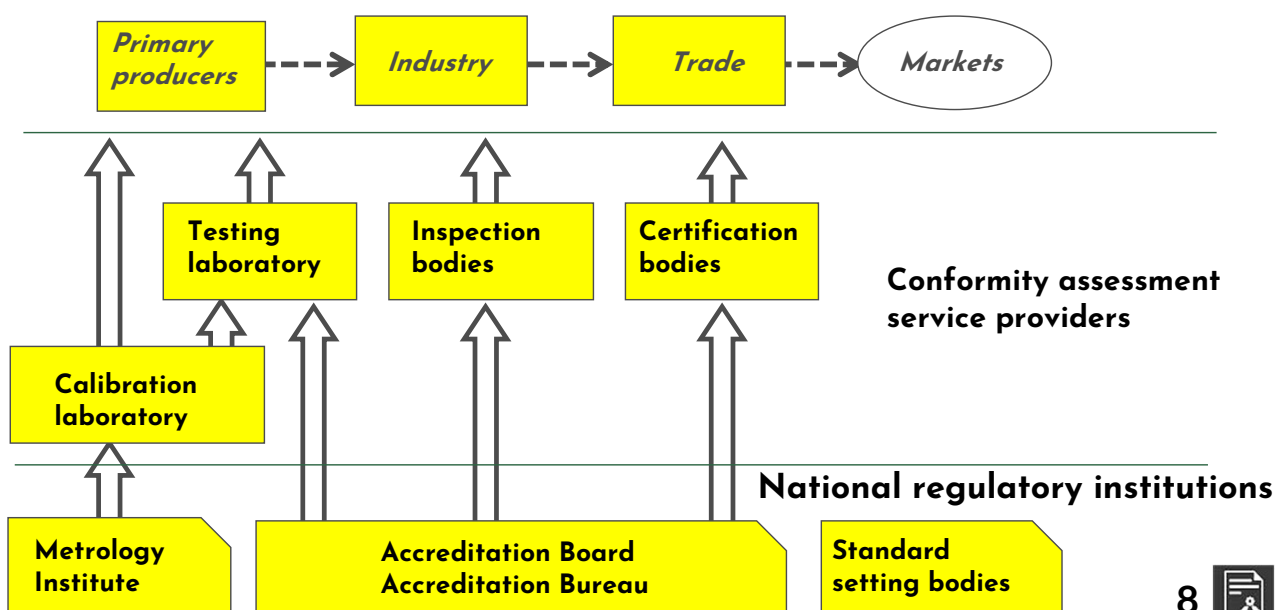 Primary
producers
Industry
Trade
Markets
Testing
laboratory
Inspection
bodies
Certification
bodies
Conformity assessment
service providers
Calibration
laboratory
National regulatory institutions
Metrology
Institute
Accreditation Board
Accreditation Bureau
Standard
setting bodies
8